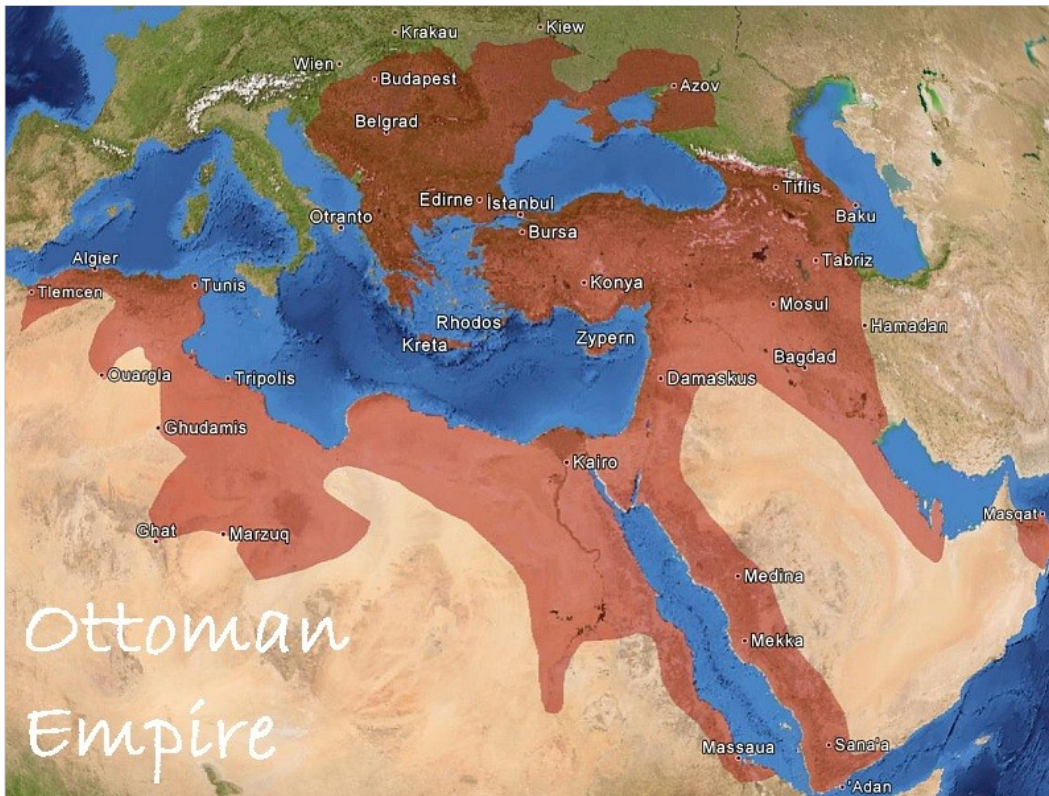 Krakau
Kiew
Wien
Budapest
Azov
Belgrad
Tiflis
Edirne
İstanbul
Baku
Otranto
Bursa
Algier
Tabriz
Tlemcen
Tunis
Konya
Mosul
Rhodos
Hamadan
Kreta
Zypern
Bagdad
Ouargla
Tripolis
Damaskus
Ghudamis
Kairo
Masqat
Ghat
Marzuq
Medina
Ottoman
Mekka
Empire
Massaua
Sana'a
'Adan